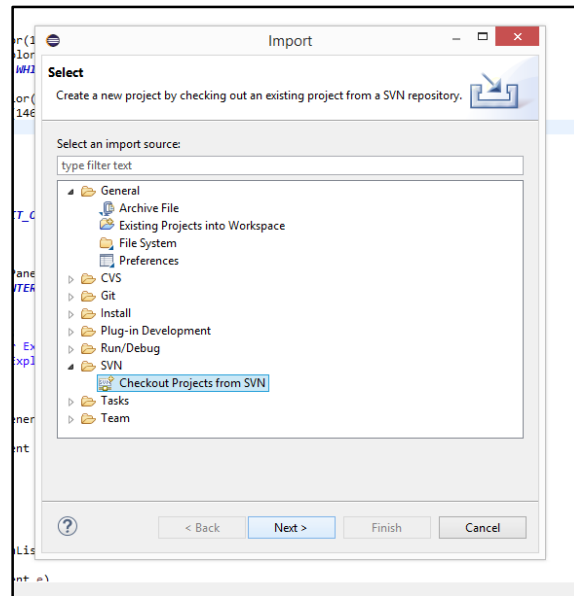 Import
Select
Create a new project by checking out an existing project from a SVN repository.
Select an import source:
type filter text
General
Archive File
Existing Projects into Workspace
File System
Preferences
CVS
Git
Install
Plug-in Development
Run/Debug
SVN
Checkout Projects from SVN
Tasks
Team
< Back Next > Finish Cancel